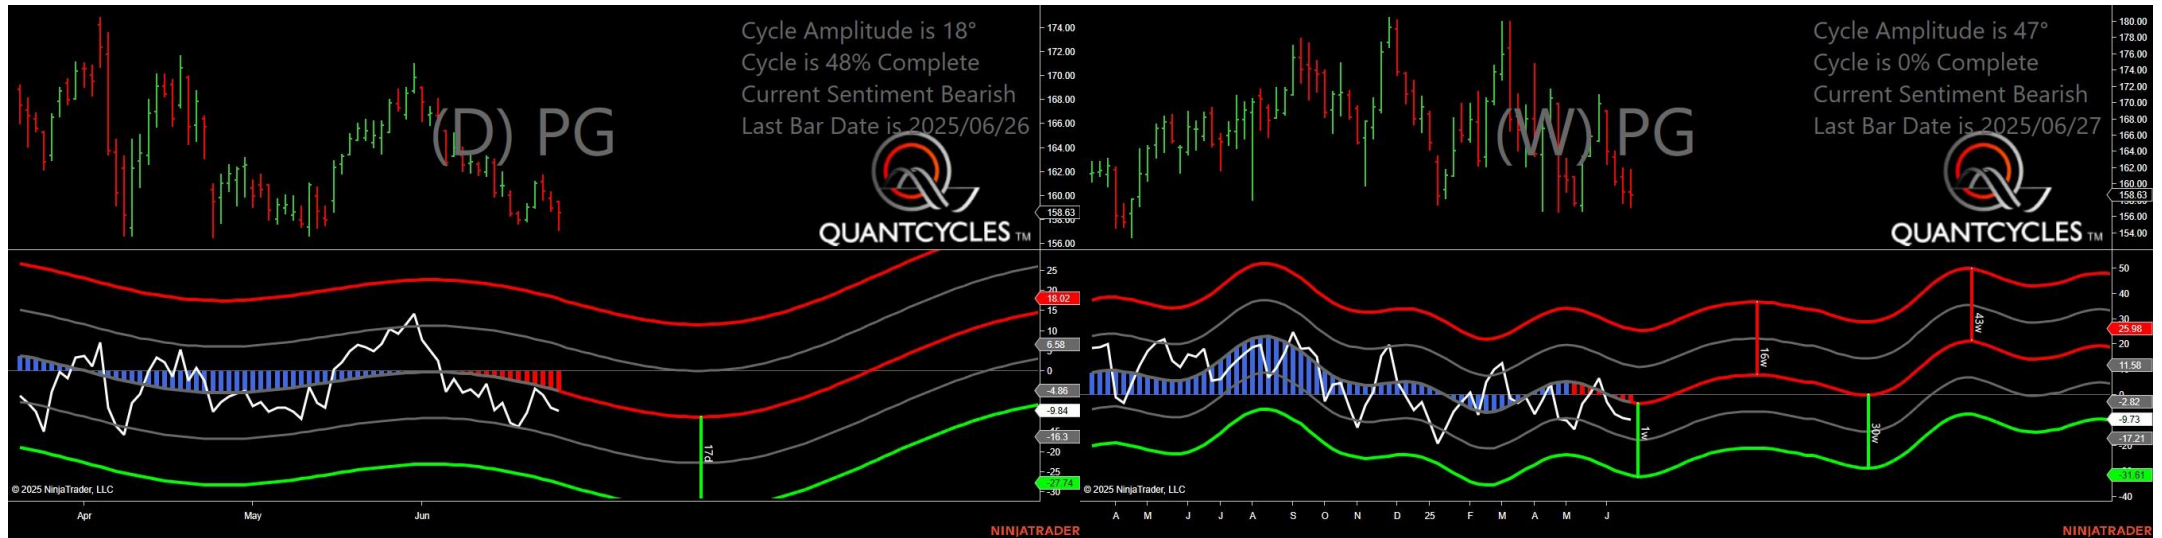 Cycle Amplitude is 18°
Cycle is 48% Complete
Current Sentiment Bearish
Last Bar Date is 2025/06/26
(D) PG
QUANTCYCLES TM
174.00
172.00
170.00
168.00
166.00
164.00
162.00
160.00
158.63
156.00
25
20
18.02
15
10
6.58
5
0
-4.86
-9.84
-16.3
-20
-25
-27.74
-30
17d
© 2025 NinjaTrader, LLC
Apr May Jun
NINJATRADER
Cycle Amplitude is 47°
Cycle is 0% Complete
Current Sentiment Bearish
Last Bar Date is 2025/06/27
(W) PG
QUANTCYCLES TM
180.00
178.00
176.00
174.00
172.00
170.00
168.00
166.00
164.00
162.00
160.00
158.63
156.00
154.00
50
40
30
25.98
20
11.58
-2.82
-9.73
-17.21
-31.61
-40
1w
16w
30w
43w
© 2025 NinjaTrader, LLC
A M J J A S O N D 25 F M A M J
NINJATRADER